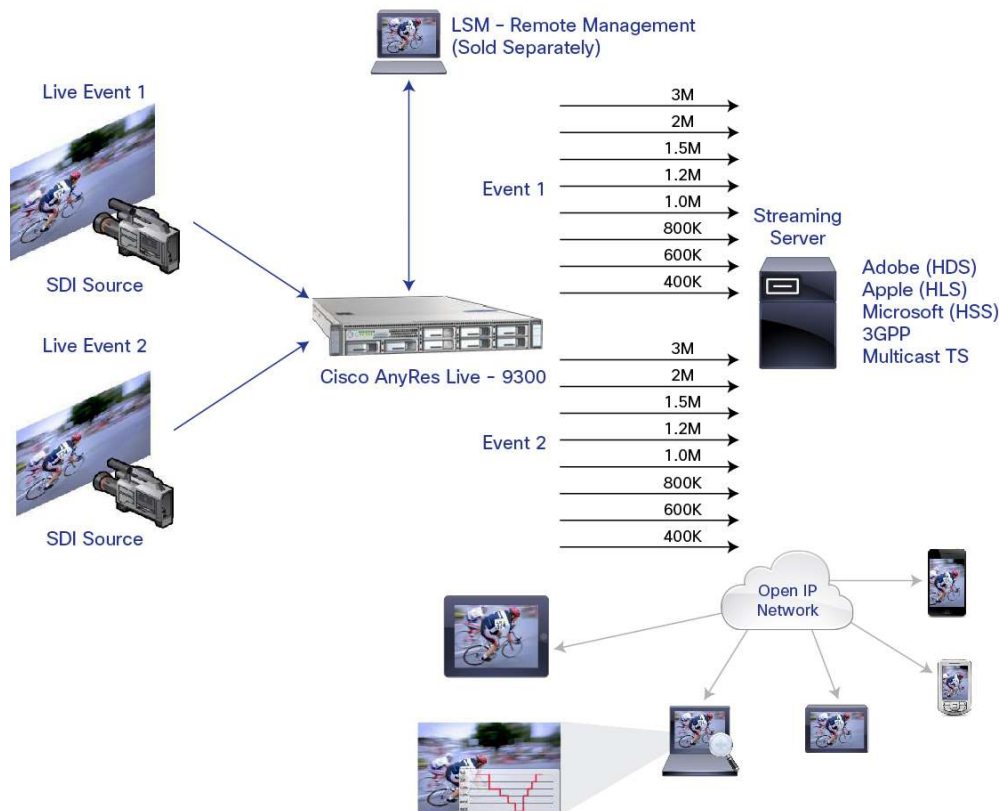 LSM – Remote Management
(Sold Separately)
Live Event 1
SDI Source
Live Event 2
SDI Source
Cisco AnyRes Live – 9300
Event 1
3M
2M
1.5M
1.2M
1.0M
800K
600K
400K
Event 2
3M
2M
1.5M
1.2M
1.0M
800K
600K
400K
Streaming
Server
Adobe (HDS)
Apple (HLS)
Microsoft (HSS)
3GPP
Multicast TS
Open IP
Network